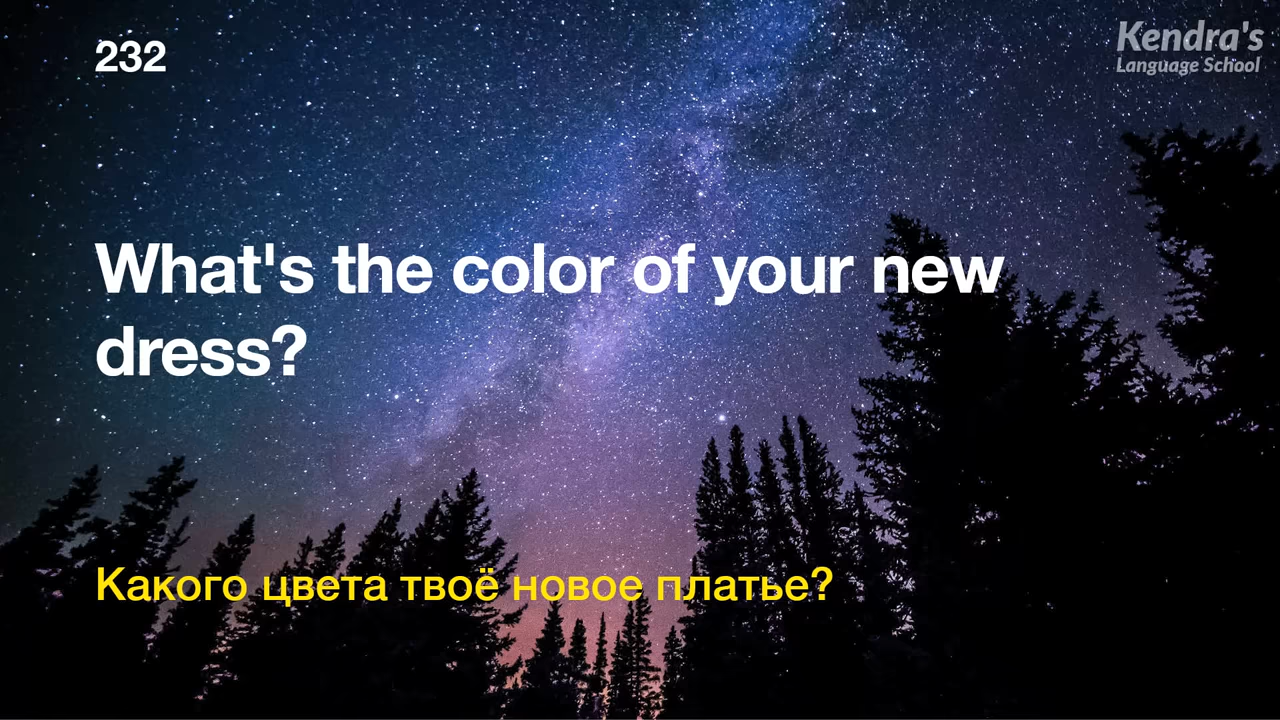 232
Kendra's
Language School
What's the color of your new
dress?
Какого цвета твоё новое платье?